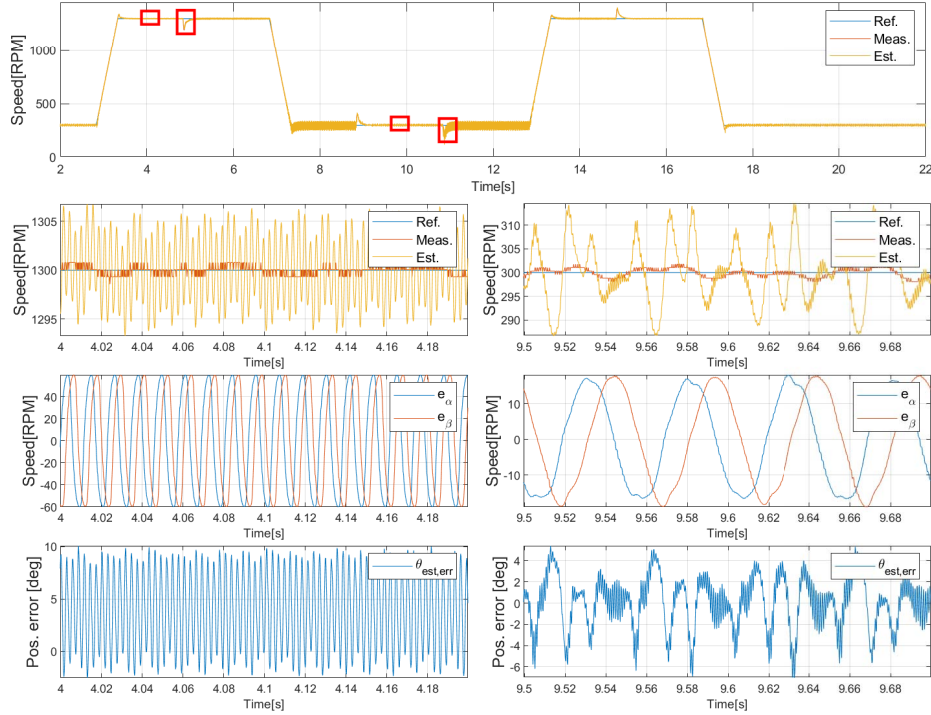 Speed[RPM]
1000
500
0
Ref.
Meas.
Est.
2 4 6 8 10 12 14 16 18 20 22
Time[s]
Speed[RPM]
1305
1300
1295
Ref.
Meas.
Est.
4 4.02 4.04 4.06 4.08 4.1 4.12 4.14 4.16 4.18
Time[s]
Speed[RPM]
310
305
300
295
290
Ref.
Meas.
Est.
9.5 9.52 9.54 9.56 9.58 9.6 9.62 9.64 9.66 9.68
Time[s]
Speed[RPM]
40
20
0
-20
-40
-60
eα
eβ
4 4.02 4.04 4.06 4.08 4.1 4.12 4.14 4.16 4.18
Time[s]
Speed[RPM]
10
0
-10
eα
eβ
9.5 9.52 9.54 9.56 9.58 9.6 9.62 9.64 9.66 9.68
Time[s]
Pos. error [deg]
10
5
0
θest,err
4 4.02 4.04 4.06 4.08 4.1 4.12 4.14 4.16 4.18
Time[s]
Pos. error [deg]
4
2
0
-2
-4
-6
θest,err
9.5 9.52 9.54 9.56 9.58 9.6 9.62 9.64 9.66 9.68
Time[s]